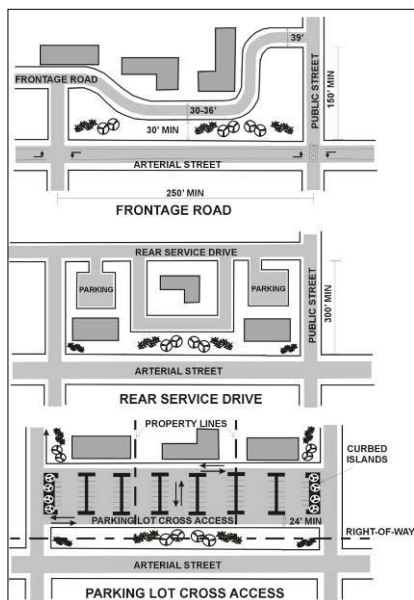 39'
FRONTAGE ROAD
30-36'
30' MIN
PUBLIC STREET
150' MIN
ARTERIAL STREET
250' MIN
FRONTAGE ROAD
REAR SERVICE DRIVE
PARKING
PARKING
PUBLIC STREET
300' MIN
ARTERIAL STREET
REAR SERVICE DRIVE
PROPERTY LINES
CURBED
ISLANDS
PARKING LOT CROSS ACCESS
24' MIN
RIGHT-OF-WAY
ARTERIAL STREET
PARKING LOT CROSS ACCESS